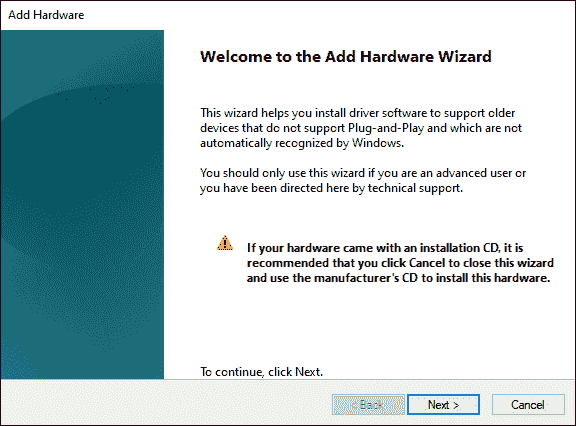 Add Hardware
Welcome to the Add Hardware Wizard
This wizard helps you install driver software to support older
devices that do not support Plug-and-Play and which are not
automatically recognized by Windows.
You should only use this wizard if you are an advanced user or
you have been directed here by technical support.
If your hardware came with an installation CD, it is
recommended that you click Cancel to close this wizard
and use the manufacturer's CD to install this hardware.
To continue, click Next.
< Back
Next >
Cancel